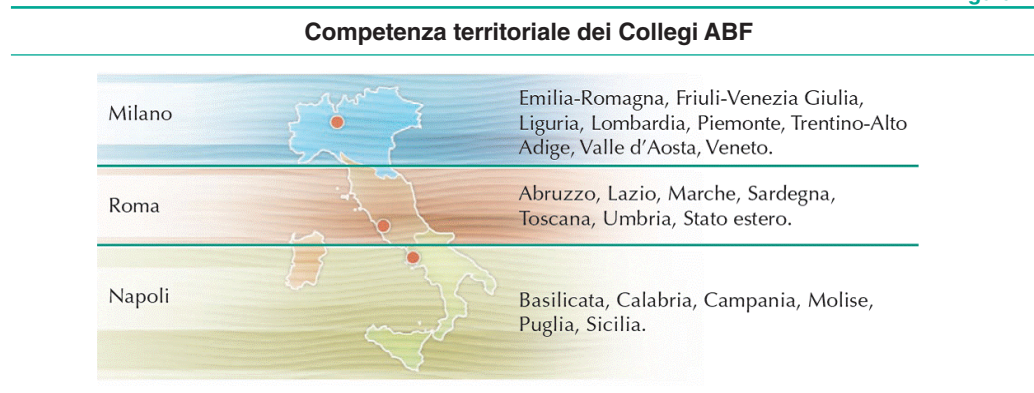 Competenza territoriale dei Collegi ABF
Milano
Emilia-Romagna, Friuli-Venezia Giulia,
Liguria, Lombardia, Piemonte, Trentino-Alto
Adige, Valle d’Aosta, Veneto.
Roma
Abruzzo, Lazio, Marche, Sardegna,
Toscana, Umbria, Stato estero.
Napoli
Basilicata, Calabria, Campania, Molise,
Puglia, Sicilia.